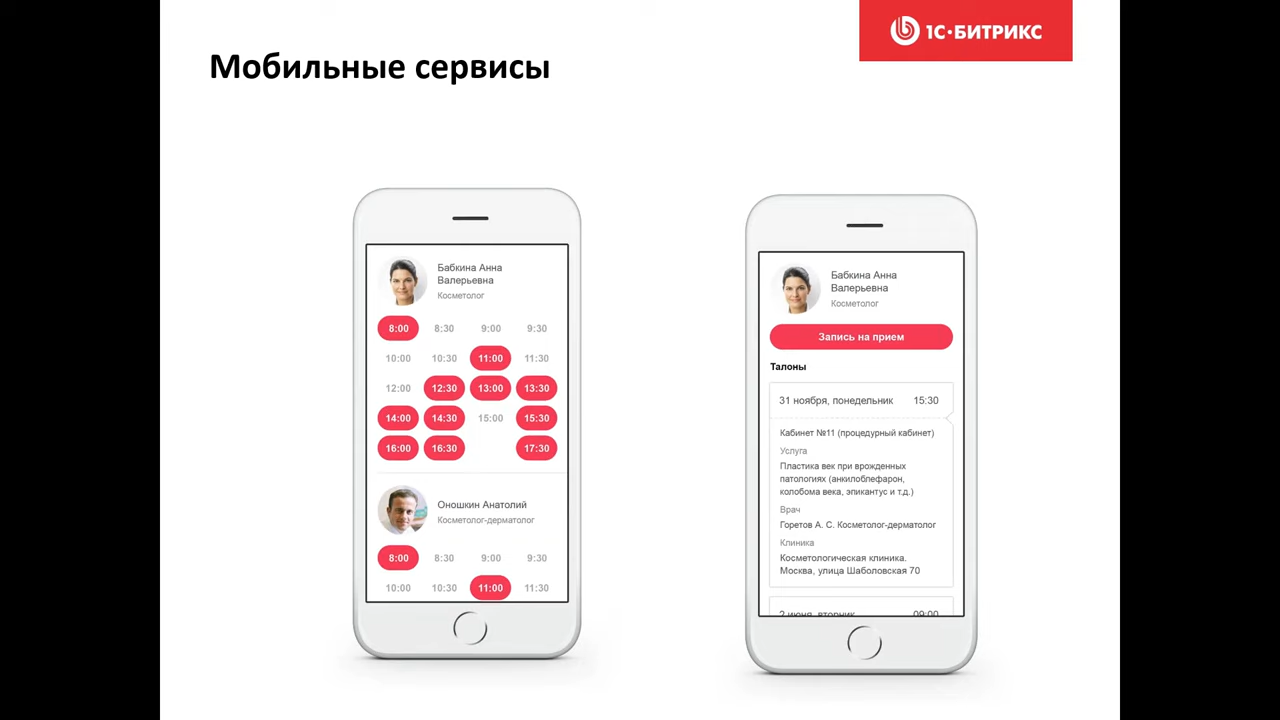 1С·БИТРИКС
Мобильные сервисы
Бабкина Анна
Валерьевна
Косметолог
8:00 8:30 9:00 9:30
10:00 10:30 11:00 11:30
12:00 12:30 13:00 13:30
14:00 14:30 15:00 15:30
16:00 16:30 17:30
Оношкин Анатолий
Косметолог-дерматолог
8:00 8:30 9:00 9:30
10:00 10:30 11:00 11:30
Бабкина Анна
Валерьевна
Косметолог
Запись на прием
Талоны
31 ноября, понедельник 15:30
Кабинет №11 (процедурный кабинет)
Услуга
Пластика век при врожденных
патологиях (анкилоблефарон,
колобома века, эпикантус и т.д.)
Врач
Горетов А. С. Косметолог-дерматолог
Клиника
Косметологическая клиника.
Москва, улица Шаболовская 70
2 июня, вторник 09:00